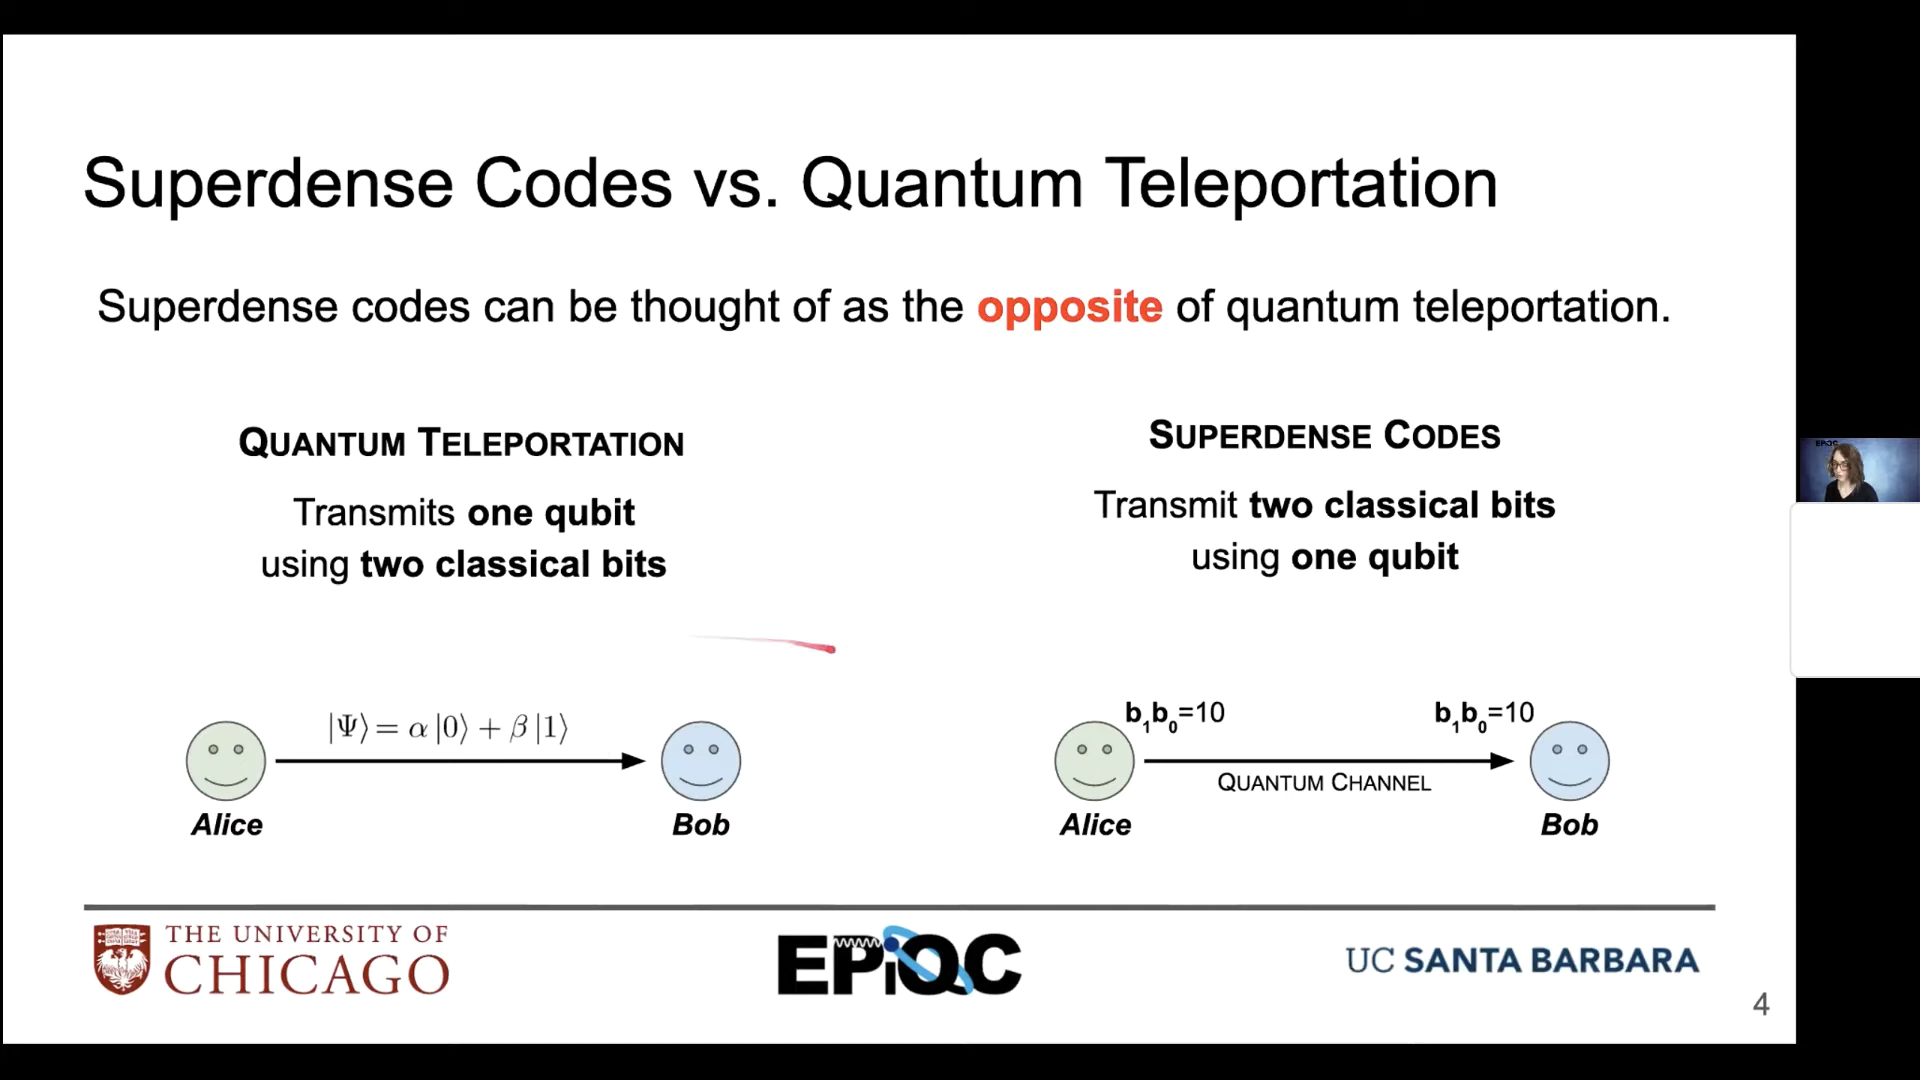 Superdense Codes vs. Quantum Teleportation
Superdense codes can be thought of as the opposite of quantum teleportation.
QUANTUM TELEPORTATION
Transmits one qubit
using two classical bits
|Ψ⟩ = α |0⟩ + β |1⟩
Alice
Bob
SUPERDENSE CODES
Transmit two classical bits
using one qubit
b₁b₀=10
b₁b₀=10
QUANTUM CHANNEL
Alice
Bob
THE UNIVERSITY OF
CHICAGO
EPiQC
UC SANTA BARBARA
4
EPiQC